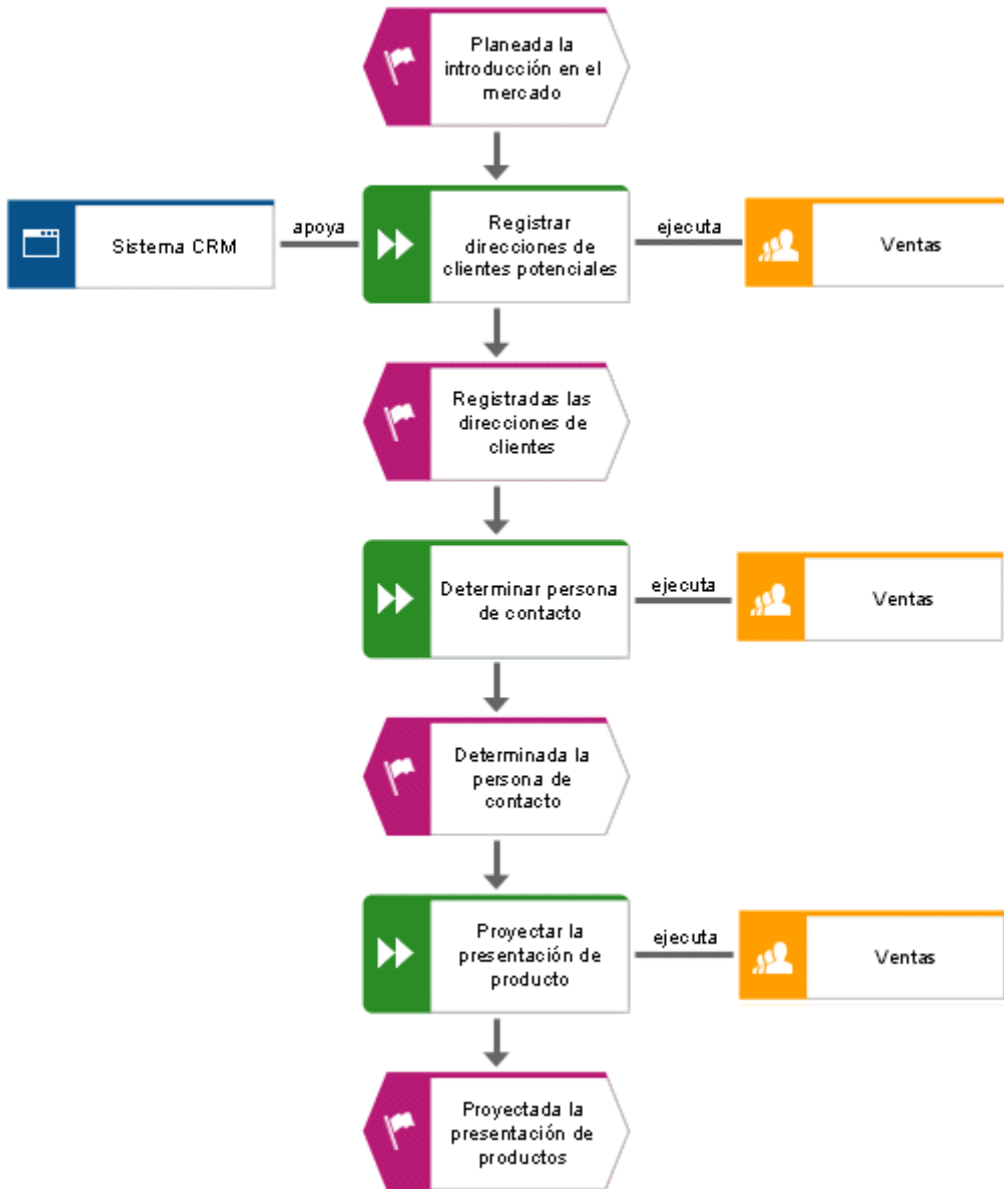 Planeada la
introducción en el
mercado
Sistema CRM
apoya
Registrar
direcciones de
clientes potenciales
ejecuta
Ventas
Registradas las
direcciones de
clientes
Determinar persona
de contacto
ejecuta
Ventas
Determinada la
persona de
contacto
Proyectar la
presentación de
producto
ejecuta
Ventas
Proyectada la
presentación de
productos